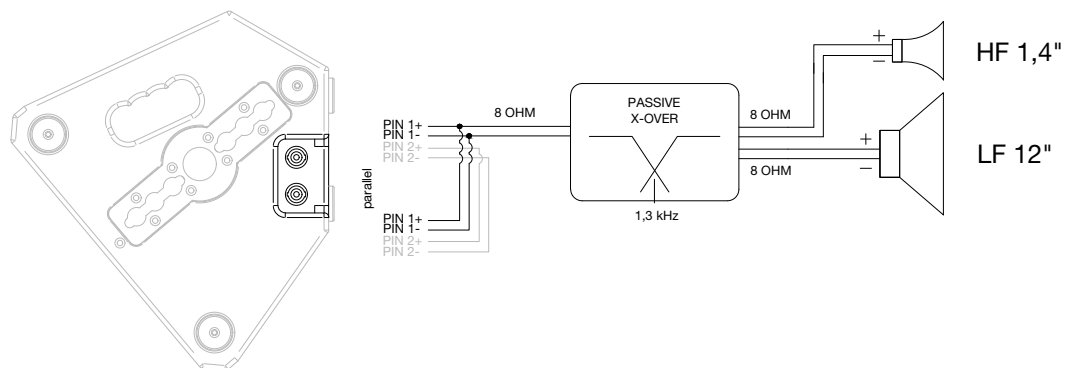 HF 1,4"
8 OHM
PASSIVE
X-OVER
8 OHM
PIN 1+
PIN 1-
PIN 2+
PIN 2-
LF 12"
8 OHM
parallel
1,3 kHz
PIN 1+
PIN 1-
PIN 2+
PIN 2-
+
-
+
-